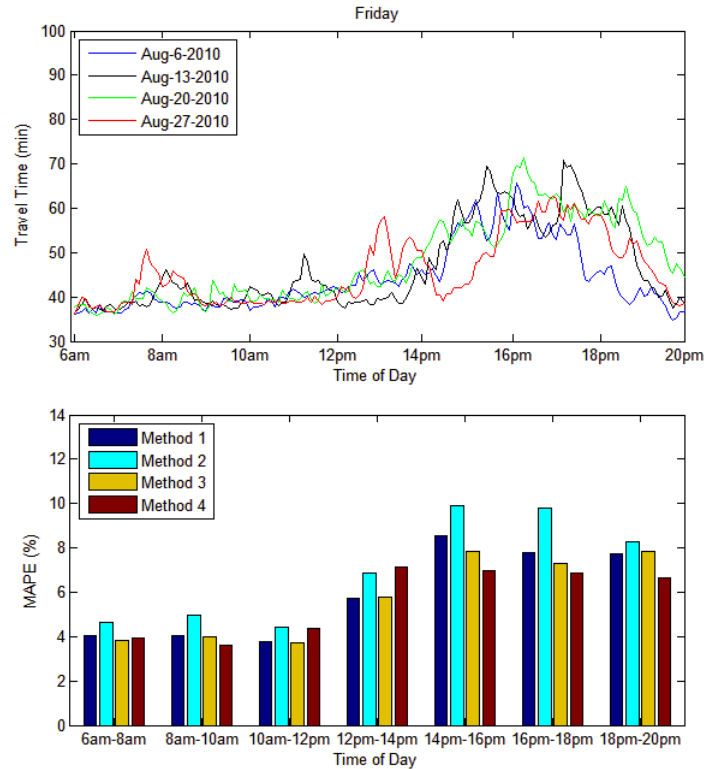 Friday
100
90
80
70
60
50
40
30
Travel Time (min)
Aug-6-2010
Aug-13-2010
Aug-20-2010
Aug-27-2010
6am 8am 10am 12pm 14pm 16pm 18pm 20pm
Time of Day
14
12
10
8
6
4
2
0
MAPE (%)
Method 1
Method 2
Method 3
Method 4
6am-8am 8am-10am 10am-12pm 12pm-14pm 14pm-16pm 16pm-18pm 18pm-20pm
Time of Day